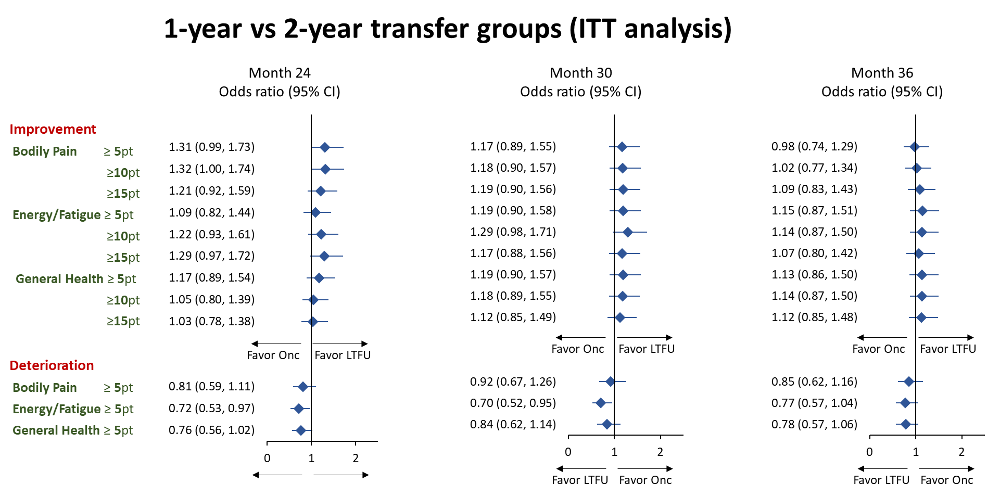 1-year vs 2-year transfer groups (ITT analysis)
Month 24
Odds ratio (95% CI)
Month 30
Odds ratio (95% CI)
Month 36
Odds ratio (95% CI)
Improvement
Bodily Pain ≥ 5pt 1.31 (0.99, 1.73) 1.17 (0.89, 1.55) 0.98 (0.74, 1.29)
≥10pt 1.32 (1.00, 1.74) 1.18 (0.90, 1.57) 1.02 (0.77, 1.34)
≥15pt 1.21 (0.92, 1.59) 1.19 (0.90, 1.56) 1.09 (0.83, 1.43)
Energy/Fatigue ≥ 5pt 1.09 (0.82, 1.44) 1.19 (0.90, 1.58) 1.15 (0.87, 1.51)
≥10pt 1.22 (0.93, 1.61) 1.29 (0.98, 1.71) 1.14 (0.87, 1.50)
≥15pt 1.29 (0.97, 1.72) 1.17 (0.88, 1.56) 1.07 (0.80, 1.42)
General Health ≥ 5pt 1.17 (0.89, 1.54) 1.19 (0.90, 1.57) 1.13 (0.86, 1.50)
≥10pt 1.05 (0.80, 1.39) 1.18 (0.89, 1.55) 1.14 (0.87, 1.50)
≥15pt 1.03 (0.78, 1.38) 1.12 (0.85, 1.49) 1.12 (0.85, 1.48)
Favor Onc Favor LTFU Favor Onc Favor LTFU Favor Onc Favor LTFU
Deterioration
Bodily Pain ≥ 5pt 0.81 (0.59, 1.11) 0.92 (0.67, 1.26) 0.85 (0.62, 1.16)
Energy/Fatigue ≥ 5pt 0.72 (0.53, 0.97) 0.70 (0.52, 0.95) 0.77 (0.57, 1.04)
General Health ≥ 5pt 0.76 (0.56, 1.02) 0.84 (0.62, 1.14) 0.78 (0.57, 1.06)
0 1 2 0 1 2 0 1 2
Favor LTFU Favor Onc Favor LTFU Favor Onc